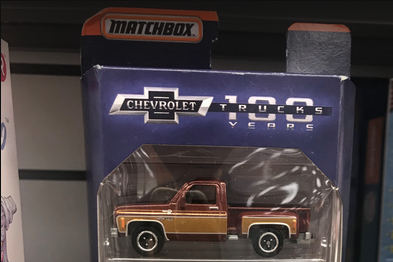 MATCHBOX
CHEVROLET TRUCKS
100
YEARS